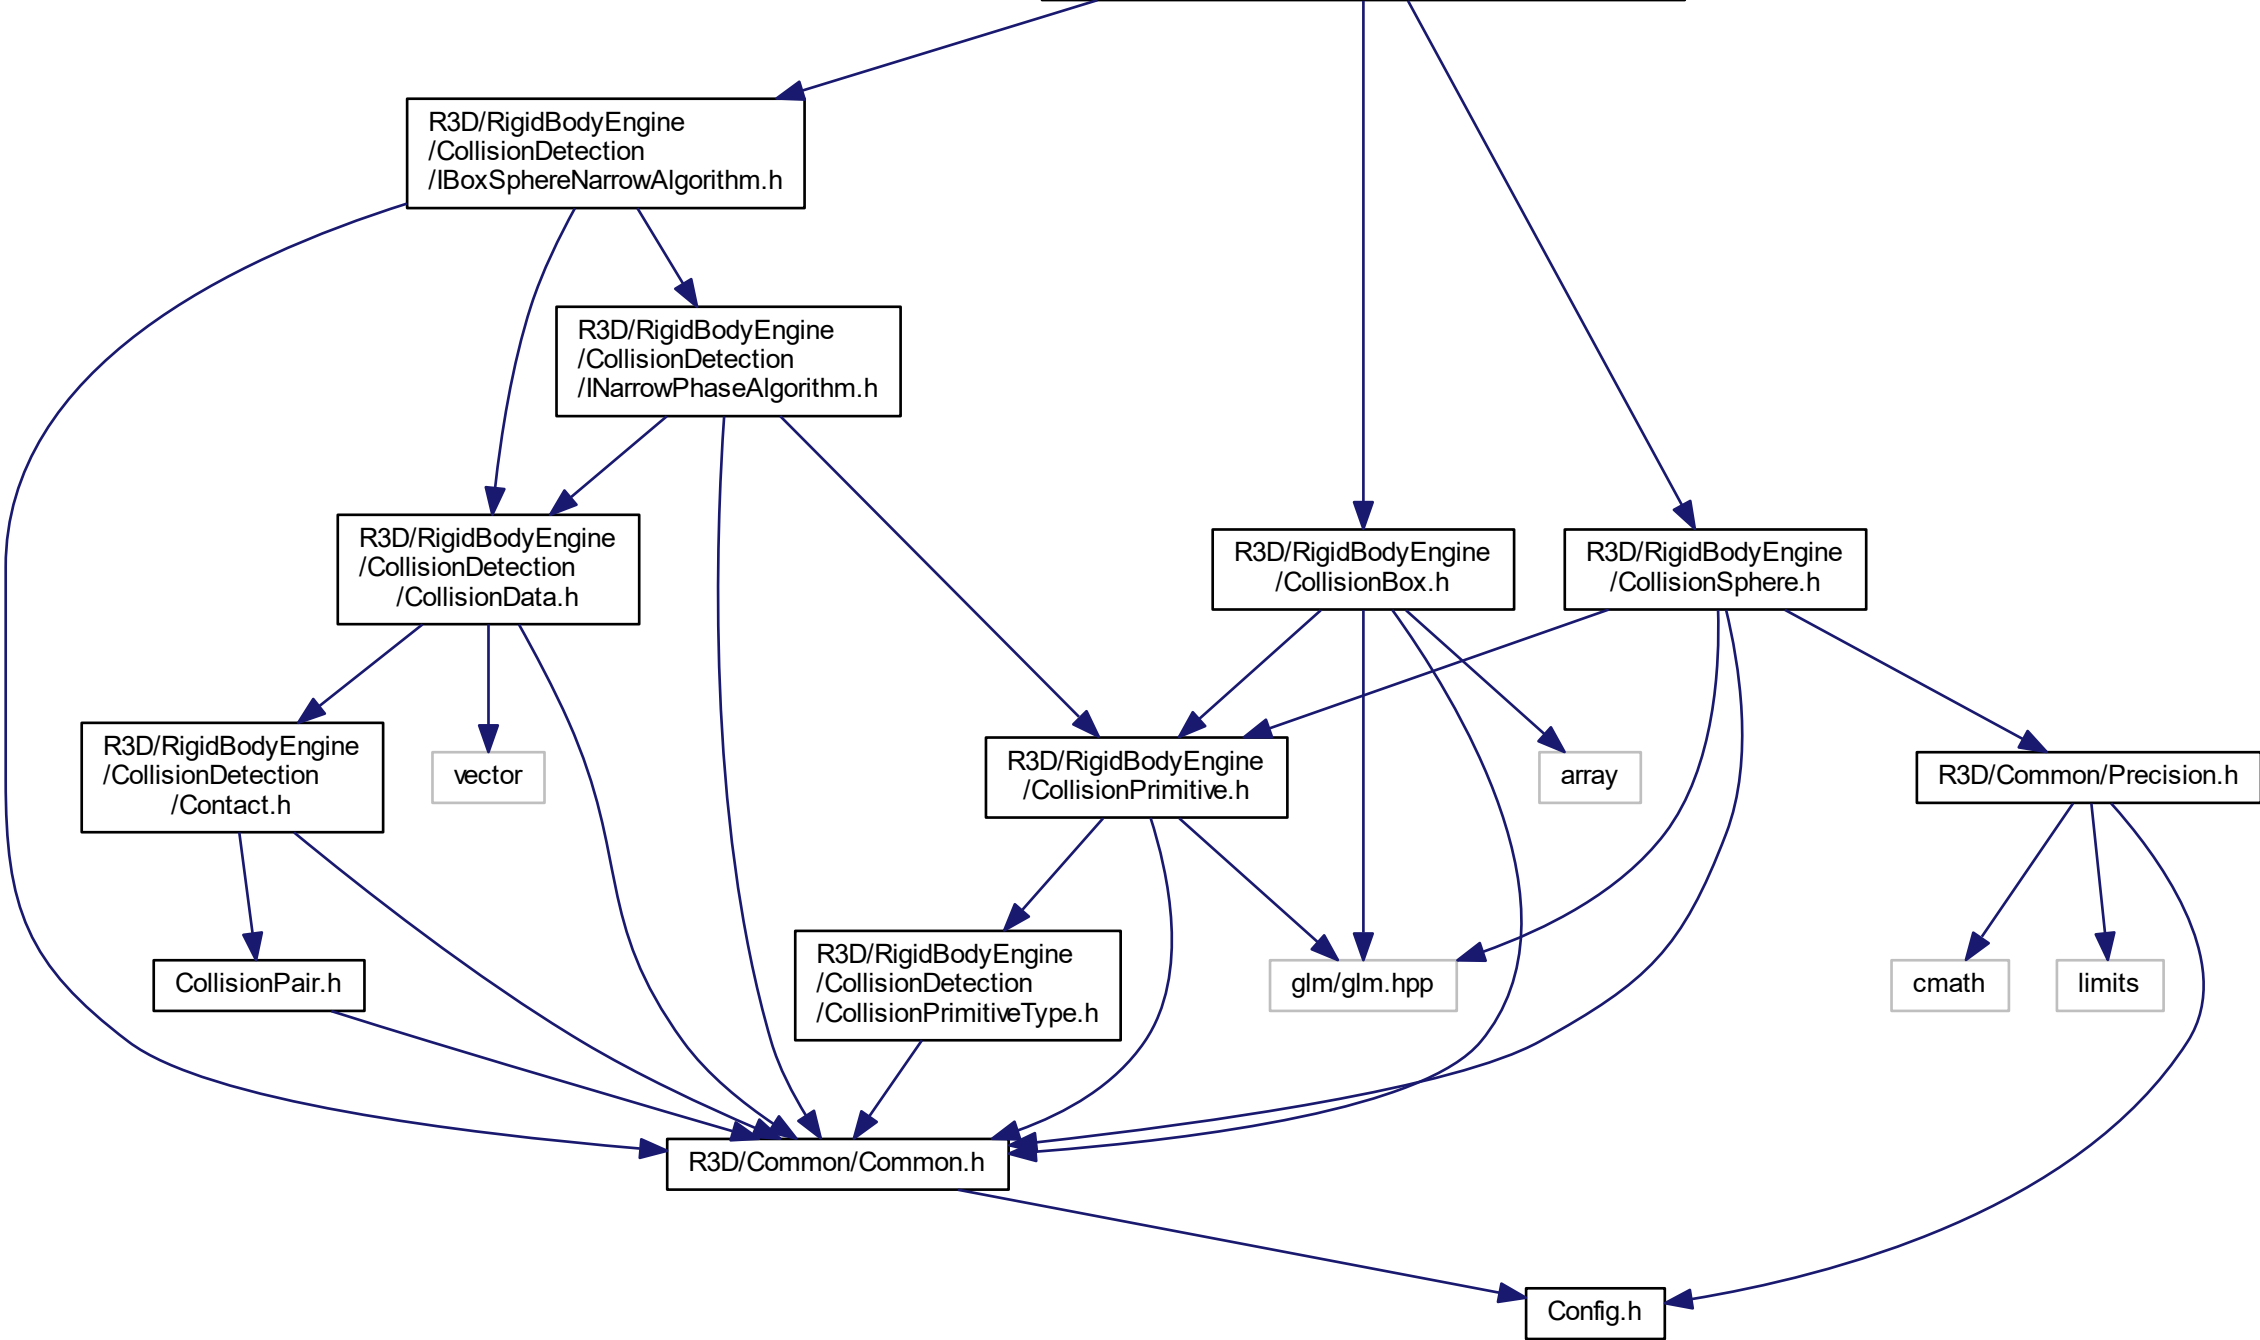 R3D/RigidBodyEngine
/CollisionDetection
/IBoxSphereNarrowAlgorithm.h
R3D/RigidBodyEngine
/CollisionDetection
/INarrowPhaseAlgorithm.h
R3D/RigidBodyEngine
/CollisionDetection
/CollisionData.h
R3D/RigidBodyEngine
/CollisionBox.h
R3D/RigidBodyEngine
/CollisionSphere.h
R3D/RigidBodyEngine
/CollisionDetection
/Contact.h
vector
R3D/RigidBodyEngine
/CollisionPrimitive.h
array
R3D/Common/Precision.h
CollisionPair.h
R3D/RigidBodyEngine
/CollisionDetection
/CollisionPrimitiveType.h
glm/glm.hpp
cmath
limits
R3D/Common/Common.h
Config.h